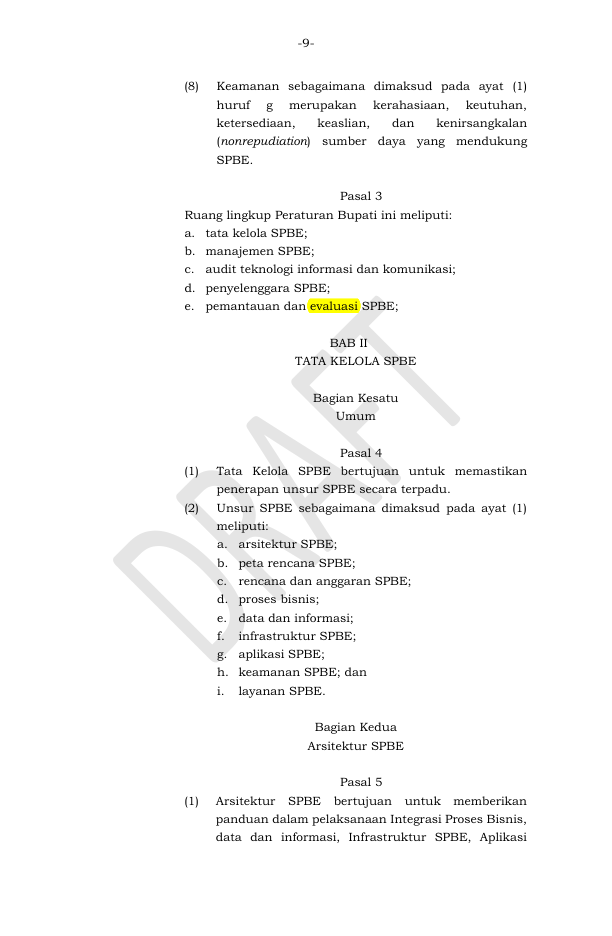 -9-
(8) Keamanan sebagaimana dimaksud pada ayat (1)
huruf g merupakan kerahasiaan, keutuhan,
ketersediaan, keaslian, dan kenirsangkalan
(nonrepudiation) sumber daya yang mendukung
SPBE.
Pasal 3
Ruang lingkup Peraturan Bupati ini meliputi:
a. tata kelola SPBE;
b. manajemen SPBE;
c. audit teknologi informasi dan komunikasi;
d. penyelenggara SPBE;
e. pemantauan dan evaluasi SPBE;
BAB II
TATA KELOLA SPBE
Bagian Kesatu
Umum
Pasal 4
(1) Tata Kelola SPBE bertujuan untuk memastikan
penerapan unsur SPBE secara terpadu.
(2) Unsur SPBE sebagaimana dimaksud pada ayat (1)
meliputi:
a. arsitektur SPBE;
b. peta rencana SPBE;
c. rencana dan anggaran SPBE;
d. proses bisnis;
e. data dan informasi;
f. infrastruktur SPBE;
g. aplikasi SPBE;
h. keamanan SPBE; dan
i. layanan SPBE.
Bagian Kedua
Arsitektur SPBE
Pasal 5
(1) Arsitektur SPBE bertujuan untuk memberikan
panduan dalam pelaksanaan Integrasi Proses Bisnis,
data dan informasi, Infrastruktur SPBE, Aplikasi
DRAFT